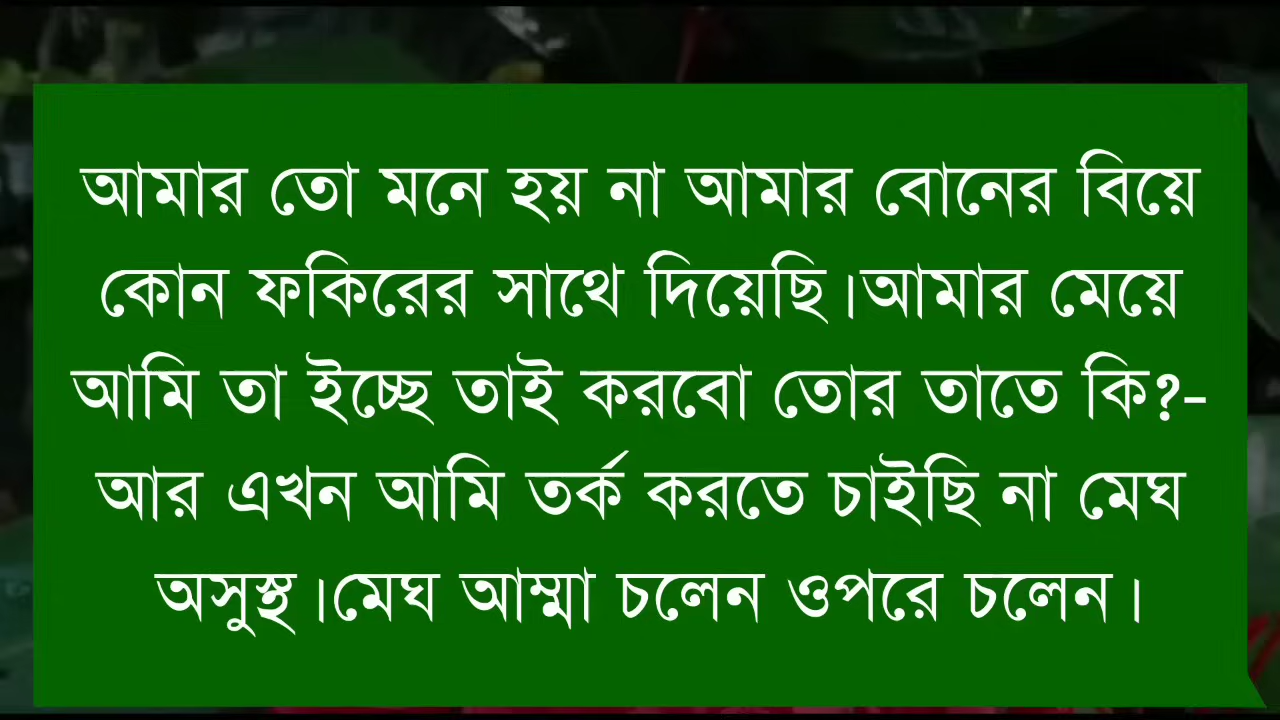 আমার তো মনে হয় না আমার বোনের বিয়ে
কোন ফকিরের সাথে দিয়েছি।আমার মেয়ে
আমি তা ইচ্ছে তাই করবো তোর তাতে কি?-
আর এখন আমি তর্ক করতে চাইছি না মেঘ
অসুস্থ।মেঘ আম্মা চলেন ওপরে চলেন।